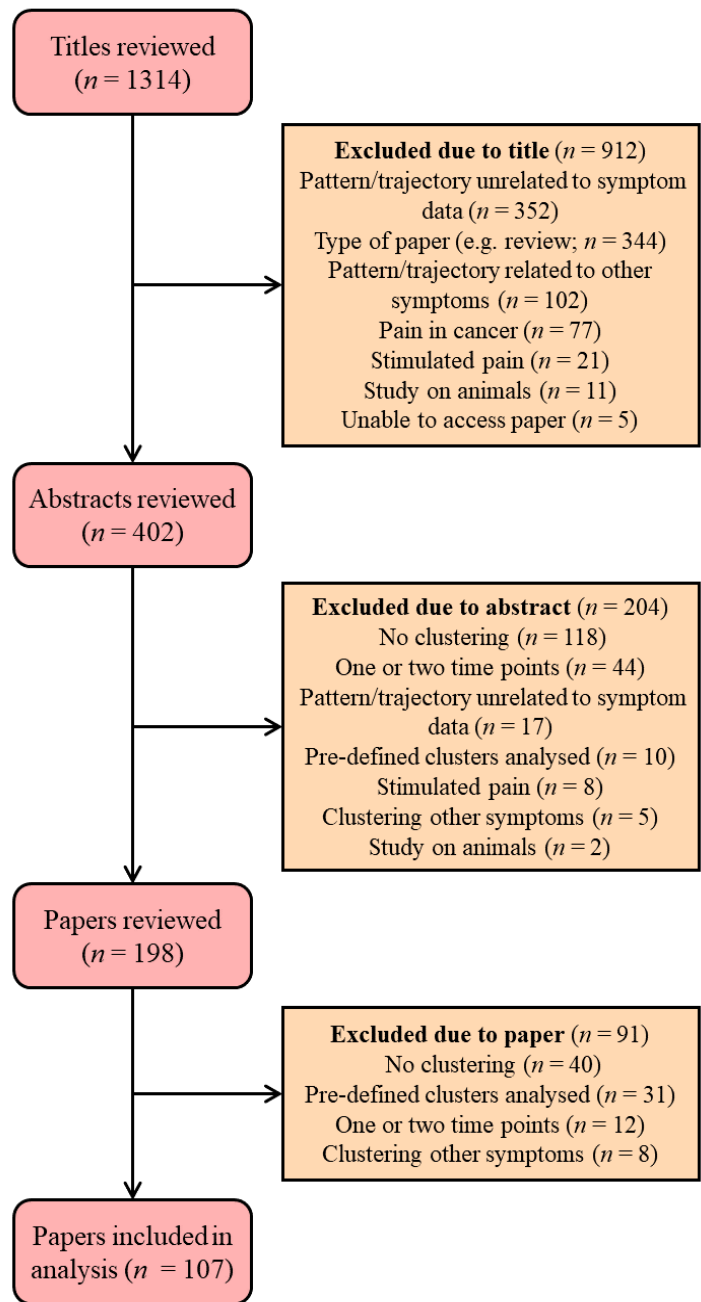 Titles reviewed
(n = 1314)
Excluded due to title (n = 912)
Pattern/trajectory unrelated to symptom
data (n = 352)
Type of paper (e.g. review; n = 344)
Pattern/trajectory related to other
symptoms (n = 102)
Pain in cancer (n = 77)
Stimulated pain (n = 21)
Study on animals (n = 11)
Unable to access paper (n = 5)
Abstracts reviewed
(n = 402)
Excluded due to abstract (n = 204)
No clustering (n = 118)
One or two time points (n = 44)
Pattern/trajectory unrelated to symptom
data (n = 17)
Pre-defined clusters analysed (n = 10)
Stimulated pain (n = 8)
Clustering other symptoms (n = 5)
Study on animals (n = 2)
Papers reviewed
(n = 198)
Excluded due to paper (n = 91)
No clustering (n = 40)
Pre-defined clusters analysed (n = 31)
One or two time points (n = 12)
Clustering other symptoms (n = 8)
Papers included in
analysis (n = 107)